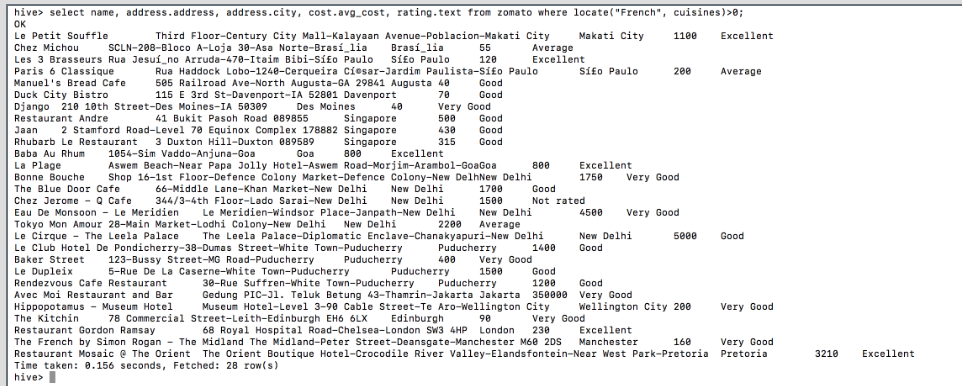 hive> select name, address.address, address.city, cost.avg_cost, rating.text from zomato where locate("French", cuisines)>0;
OK
Le Petit Souffle Third Floor-Century City Mall-Kalayaan Avenue-Poblacion-Makati City Makati City 1100 Excellent
Chez Michou SCLN-208-Bloco A-Loja 30-Asa Norte-Brasí_lia Brasí_lia 55 Average
Les 3 Brasseurs Rua Jesuí_no Arruda-470-Itaim Bibi-Sí£o Paulo Sí£o Paulo 120 Excellent
Paris 6 Classique Rua Haddock Lobo-1240-Cerqueira Cí©sar-Jardim Paulista-Sí£o Paulo Sí£o Paulo 200 Average
Manuel's Bread Cafe 505 Railroad Ave-North Augusta-GA 29841 Augusta 40 Good
Duck City Bistro 115 E 3rd St-Davenport-IA 52801 Davenport 70 Good
Django 210 10th Street-Des Moines-IA 50309 Des Moines 40 Very Good
Restaurant Andre 41 Bukit Pasoh Road 089855 Singapore 500 Good
Jaan 2 Stamford Road-Level 70 Equinox Complex 178882 Singapore 430 Good
Rhubarb Le Restaurant 3 Duxton Hill-Duxton 089589 Singapore 315 Good
Baba Au Rhum 1054-Sim Vaddo-Anjuna-Goa Goa 800 Excellent
La Plage Aswem Beach-Near Papa Jolly Hotel-Aswem Road-Morjim-Arambol-GoaGoa 800 Excellent
Bonne Bouche Shop 16-1st Floor-Defence Colony Market-Defence Colony-New DelhNew Delhi 1750 Very Good
The Blue Door Cafe 66-Middle Lane-Khan Market-New Delhi New Delhi 1700 Good
Chez Jerome - Q Cafe 344/3-4th Floor-Lado Sarai-New Delhi New Delhi 1500 Not rated
Eau De Monsoon - Le Meridien Le Meridien-Windsor Place-Janpath-New Delhi New Delhi 4500 Very Good
Tokyo Mon Amour 28-Main Market-Lodhi Colony-New Delhi New Delhi 2200 Average
Le Cirque - The Leela Palace The Leela Palace-Diplomatic Enclave-Chanakyapuri-New Delhi New Delhi 5000 Good
Le Club Hotel De Pondicherry-38-Dumas Street-White Town-Puducherry Puducherry 1400 Good
Baker Street 123-Bussy Street-MG Road-Puducherry Puducherry 400 Very Good
Le Dupleix 5-Rue De La Caserne-White Town-Puducherry Puducherry 1500 Good
Rendezvous Cafe Restaurant 30-Rue Suffren-White Town-Puducherry Puducherry 1200 Good
Avec Moi Restaurant and Bar Gedung PIC-Jl. Teluk Betung 43-Thamrin-Jakarta Jakarta 350000 Very Good
Hippopotamus - Museum Hotel Museum Hotel-Level 3-90 Cable Street-Te Aro-Wellington City Wellington City 200 Very Good
The Kitchin 78 Commercial Street-Leith-Edinburgh EH6 6LX Edinburgh 90 Very Good
Restaurant Gordon Ramsay 68 Royal Hospital Road-Chelsea-London SW3 4HP London 230 Excellent
The French by Simon Rogan - The Midland The Midland-Peter Street-Deansgate-Manchester M60 2DS Manchester 160 Very Good
Restaurant Mosaic @ The Orient The Orient Boutique Hotel-Crocodile River Valley-Elandsfontein-Near West Park-Pretoria Pretoria 3210 Excellent
Time taken: 0.156 seconds, Fetched: 28 row(s)
hive>